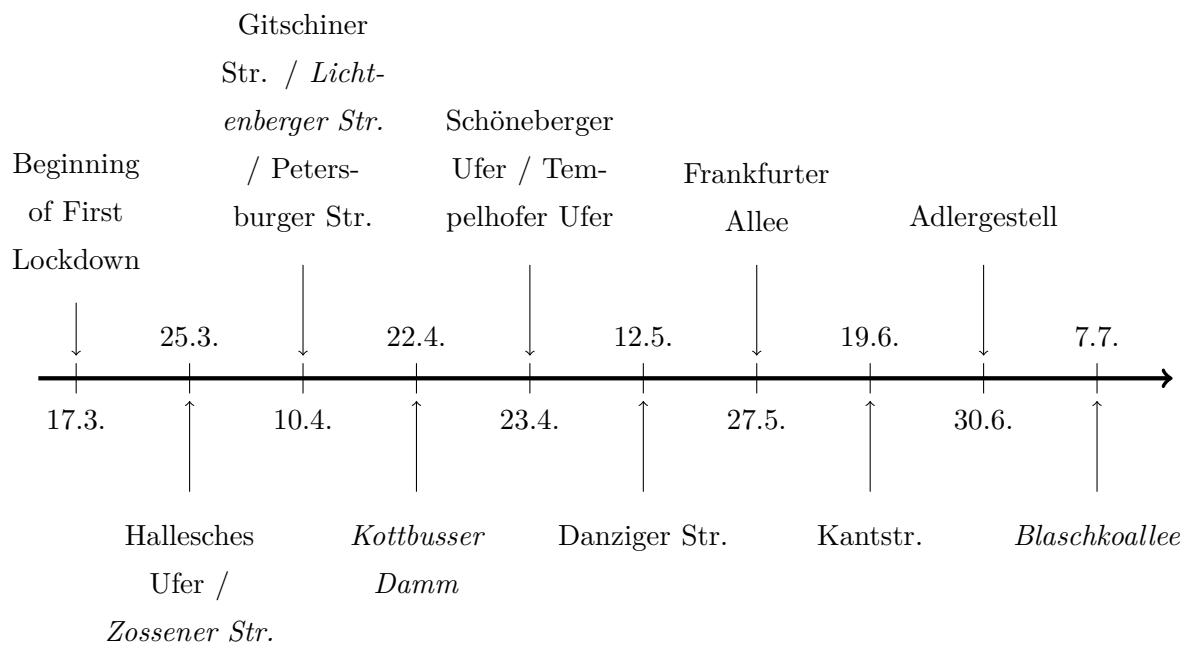 Gitschiner
Str. / Licht-
enberger Str.
/ Peters-
burger Str.
Schöneberger
Ufer / Tem-
pelhofer Ufer
Beginning
of First
Lockdown
Frankfurter
Allee
Adlergestell
25.3.
22.4.
12.5.
19.6.
7.7.
17.3.
10.4.
23.4.
27.5.
30.6.
Hallesches
Ufer /
Zossener Str.
Kottbusser
Damm
Danziger Str.
Kantstr.
Blaschkoallee